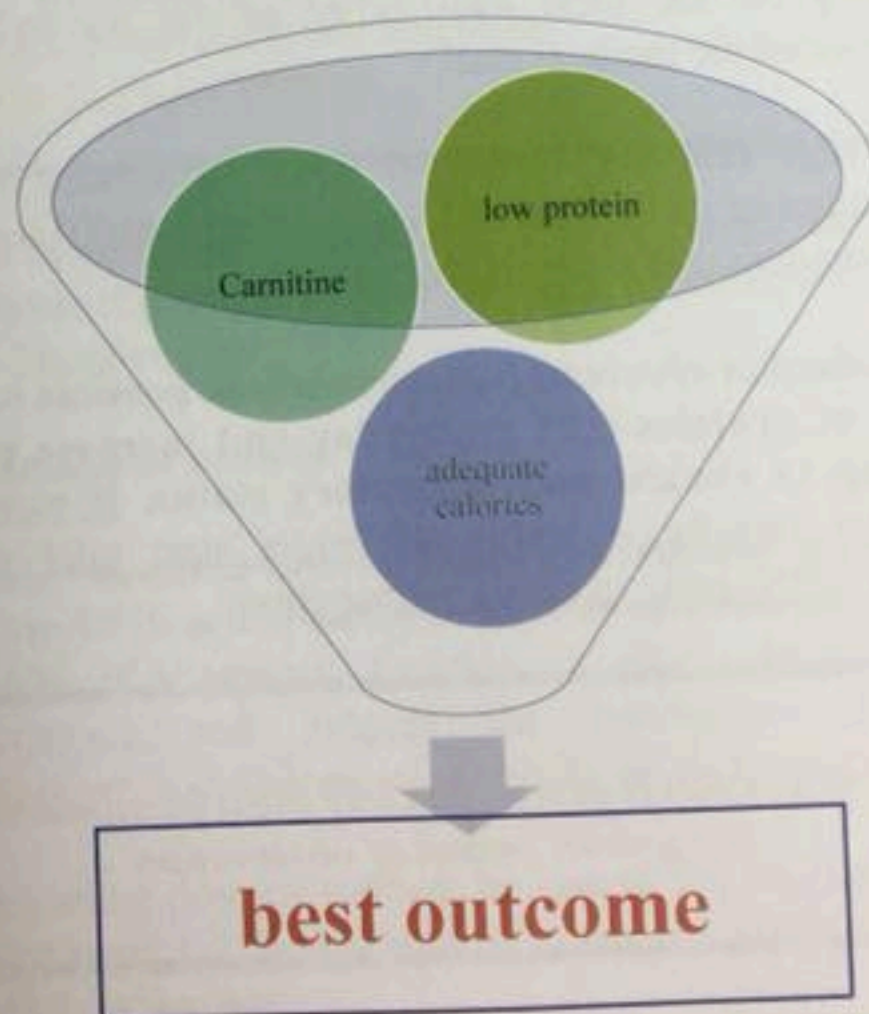 low protein
Carnitine
adequate
calories
best outcome